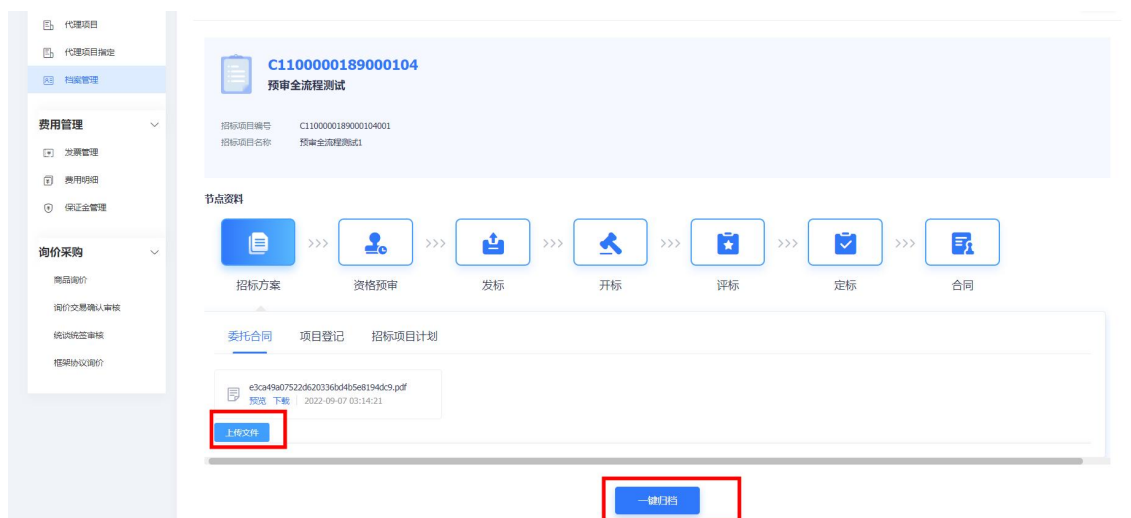 代理项目
代理项目指定
档案管理
费用管理
发票管理
费用明细
保证金管理
询价采购
商品询价
询价交易确认审核
统谈统签审核
框架协议询价
C1100000189000104
预审全流程测试
招标项目编号 C1100000189000104001
招标项目名称 预审全流程测试1
节点资料
>>> >>> >>> >>> >>> >>>
招标方案 资格预审 发标 开标 评标 定标 合同
委托合同 项目登记 招标项目计划
e3ca49a07522d620336bd4b5e8194dc9.pdf
预览 下载 2022-09-07 03:14:21
上传文件
一键归档